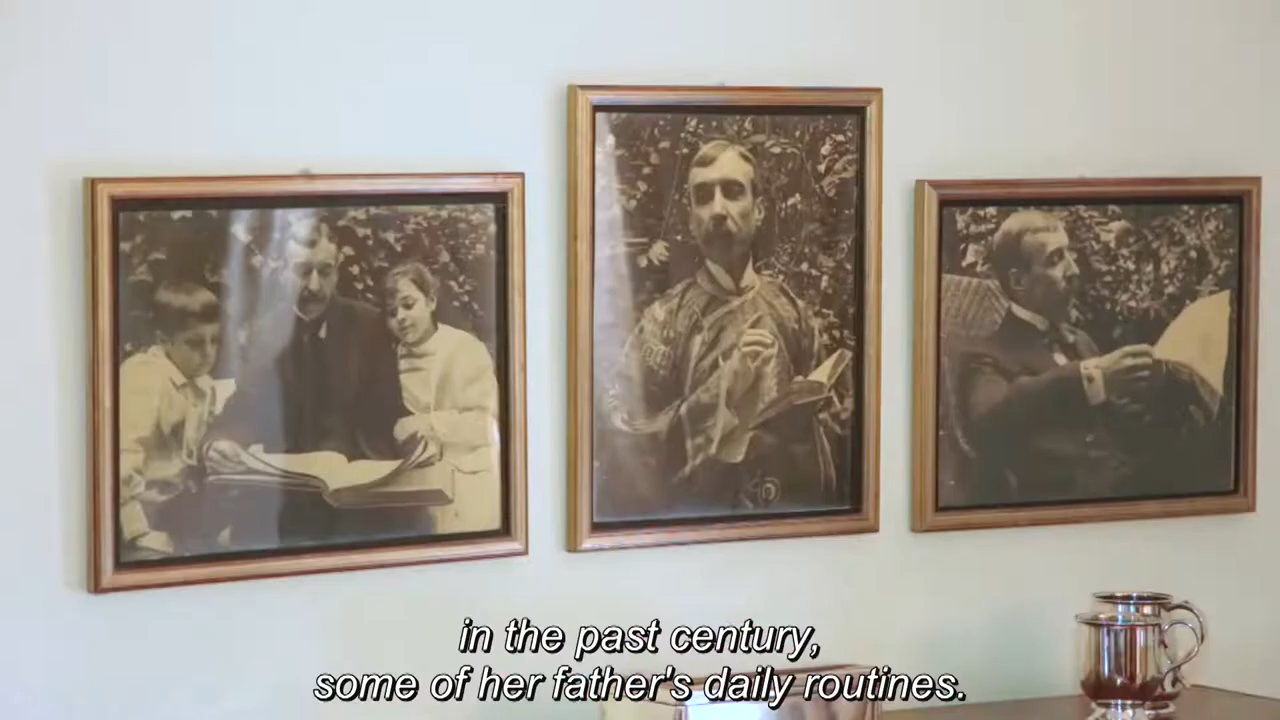 in the past century,
some of her father's daily routines.